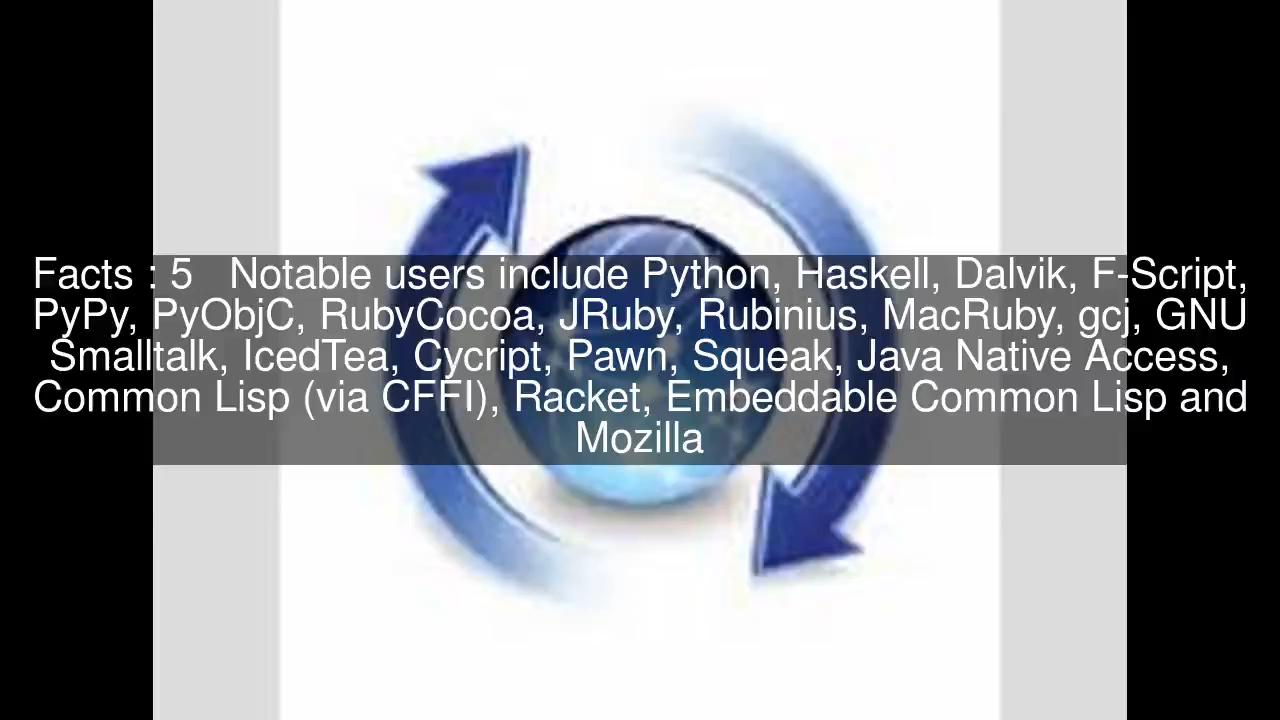 Facts : 5 Notable users include Python, Haskell, Dalvik, F-Script,
PyPy, PyObjC, RubyCocoa, JRuby, Rubinius, MacRuby, gcj, GNU
Smalltalk, IcedTea, Cycript, Pawn, Squeak, Java Native Access,
Common Lisp (via CFFI), Racket, Embeddable Common Lisp and
Mozilla